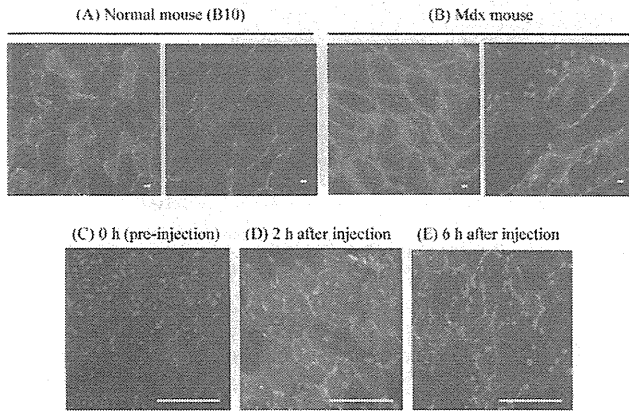 (A) Normal mouse (B10)
(B) Mdx mouse
(C) 0 h (pre-injection)
(D) 2 h after injection
(E) 6 h after injection